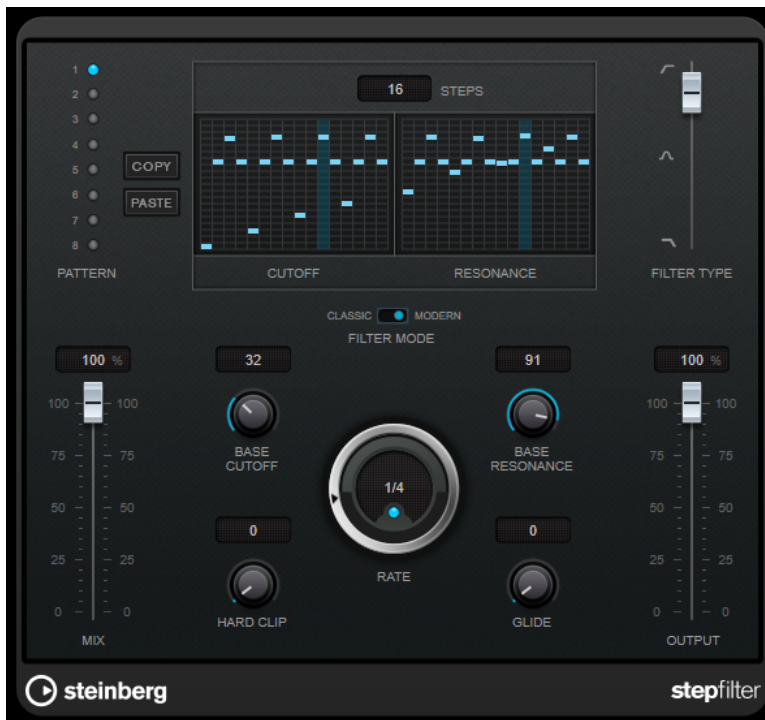 1
2
3
4
5
6
7
8
PATTERN
COPY
PASTE
16 STEPS
CUTOFF RESONANCE
FILTER TYPE
CLASSIC MODERN
FILTER MODE
100 %
100 100
75 75
50 50
25 25
0 0
MIX
32
BASE
CUTOFF
0
HARD CLIP
1/4
RATE
91
BASE
RESONANCE
0
GLIDE
100 %
100 100
75 75
50 50
25 25
0 0
OUTPUT
steinberg
stepfilter